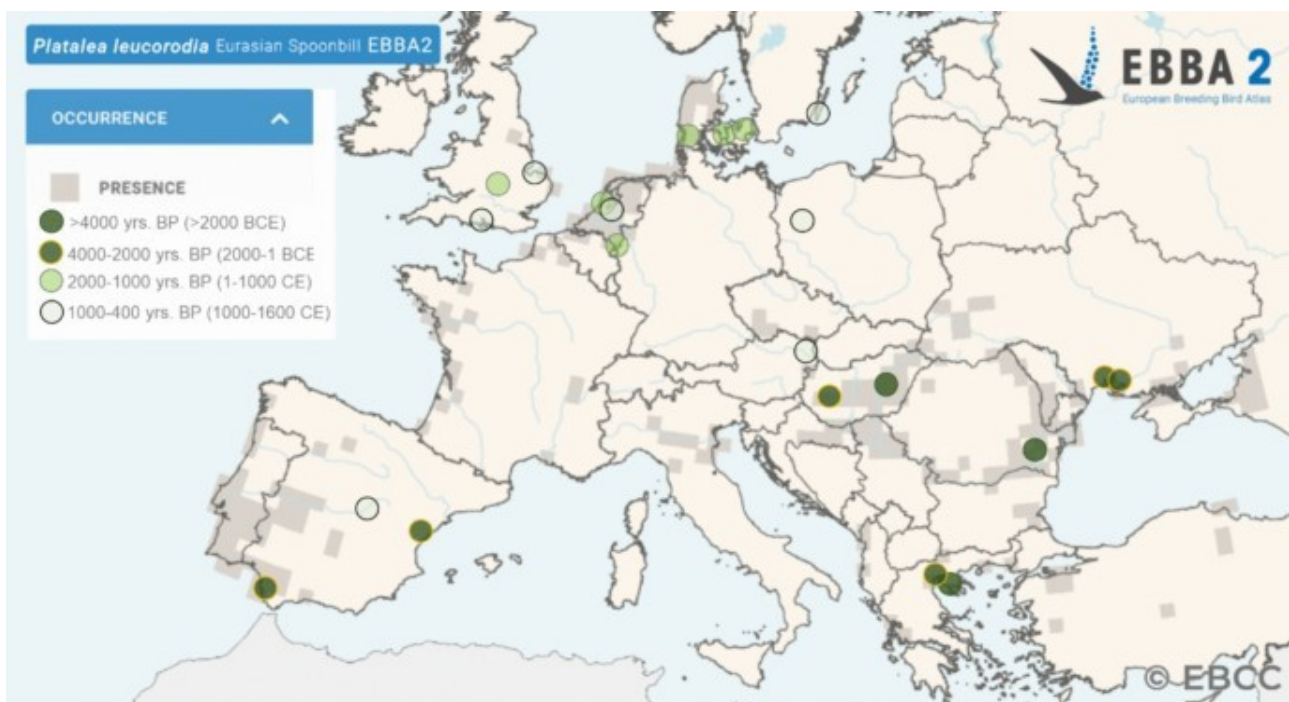 Platalea leucorodia Eurasian Spoonbill EBBA2
EBBA 2
European Breeding Bird Atlas
OCCURRENCE
PRESENCE
>4000 yrs. BP (>2000 BCE)
4000-2000 yrs. BP (2000-1 BCE
2000-1000 yrs. BP (1-1000 CE)
1000-400 yrs. BP (1000-1600 CE)
© EBCC